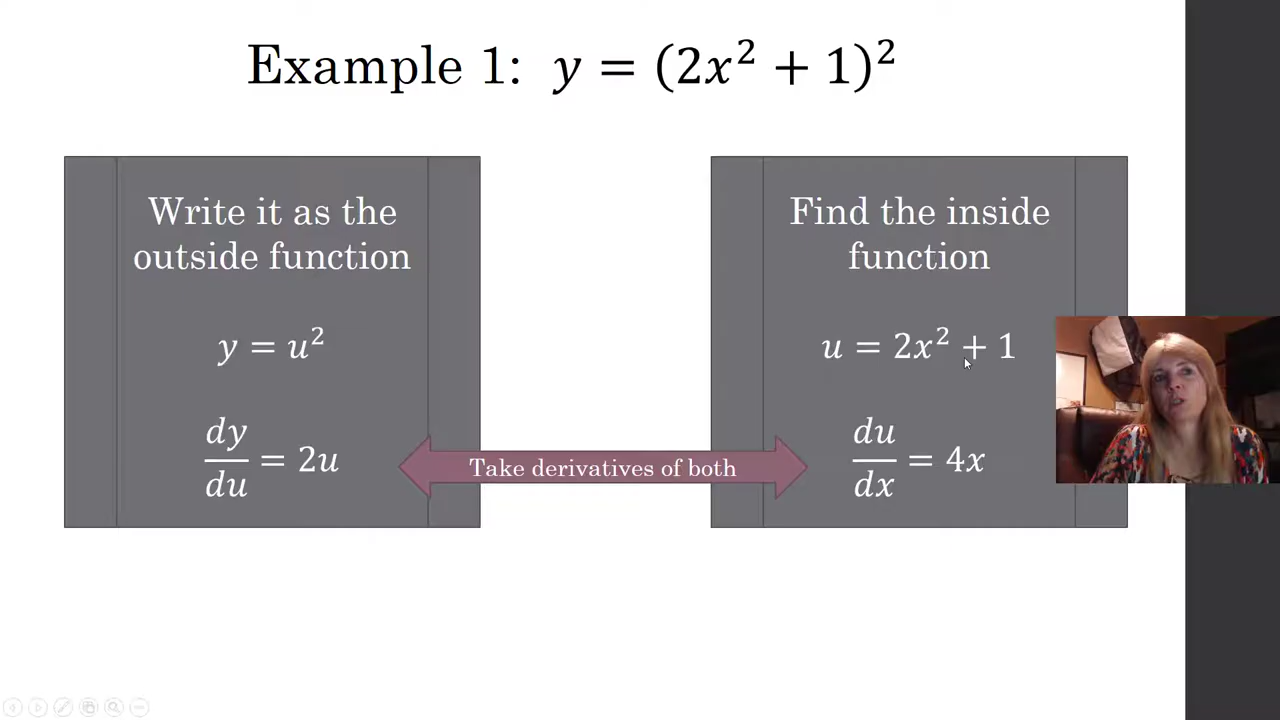 Example 1: y = (2x² + 1)²
Write it as the
outside function
y = u²
dy/du = 2u
Take derivatives of both
Find the inside
function
u = 2x² + 1
du/dx = 4x